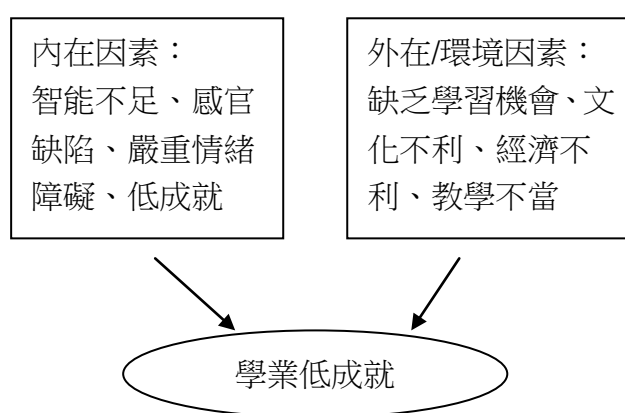 內在因素：
智能不足、感官
缺陷、嚴重情緒
障礙、低成就
外在/環境因素：
缺乏學習機會、文
化不利、經濟不
利、教學不當
學業低成就